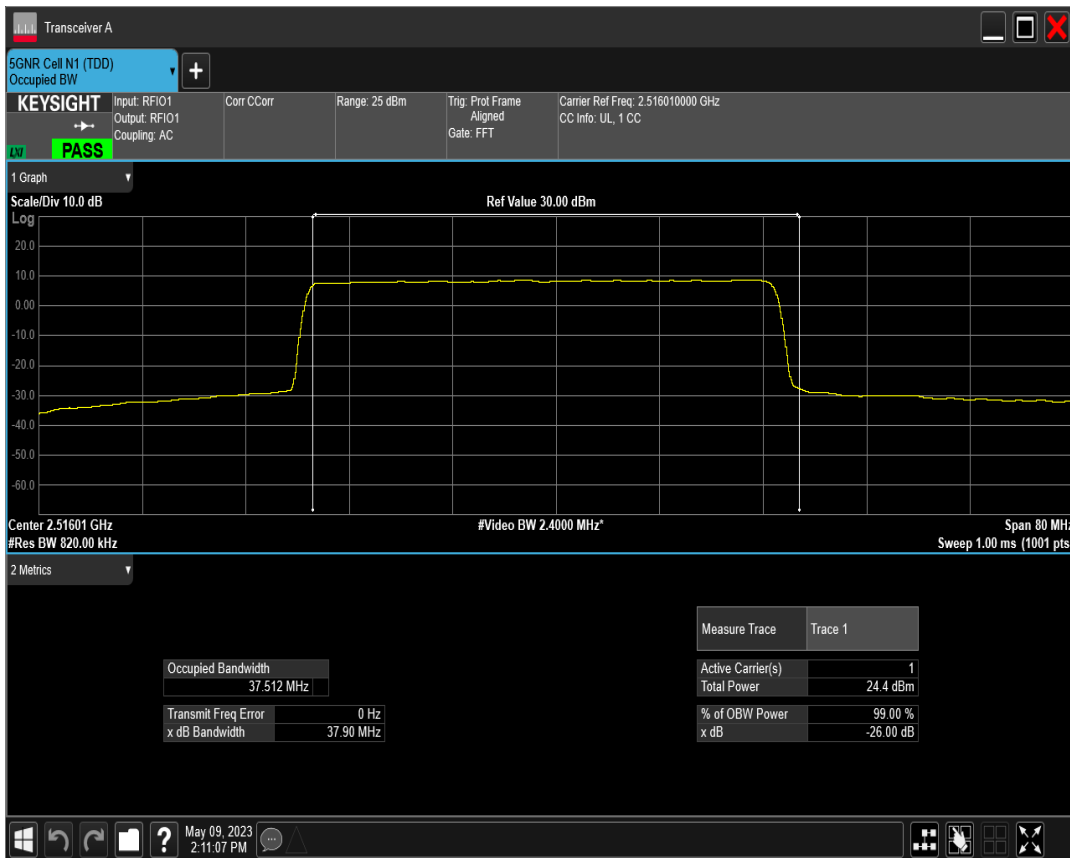 Transceiver A
5GNR Cell N1 (TDD)
Occupied BW
+
KEYSIGHT
LXI
PASS
Input: RFIO1
Output: RFIO1
Coupling: AC
Corr CCorr
Range: 25 dBm
Trig: Prot Frame
Aligned
Gate: FFT
Carrier Ref Freq: 2.516010000 GHz
CC Info: UL, 1 CC
1 Graph
Scale/Div 10.0 dB
Ref Value 30.00 dBm
Log
20.0
10.0
0.00
-10.0
-20.0
-30.0
-40.0
-50.0
-60.0
Center 2.51601 GHz
#Video BW 2.4000 MHz*
Span 80 MHz
#Res BW 820.00 kHz
Sweep 1.00 ms (1001 pts
2 Metrics
Measure Trace Trace 1
Occupied Bandwidth
37.512 MHz
Active Carrier(s) 1
Total Power 24.4 dBm
Transmit Freq Error 0 Hz
x dB Bandwidth 37.90 MHz
% of OBW Power 99.00 %
x dB -26.00 dB
?
May 09, 2023
2:11:07 PM